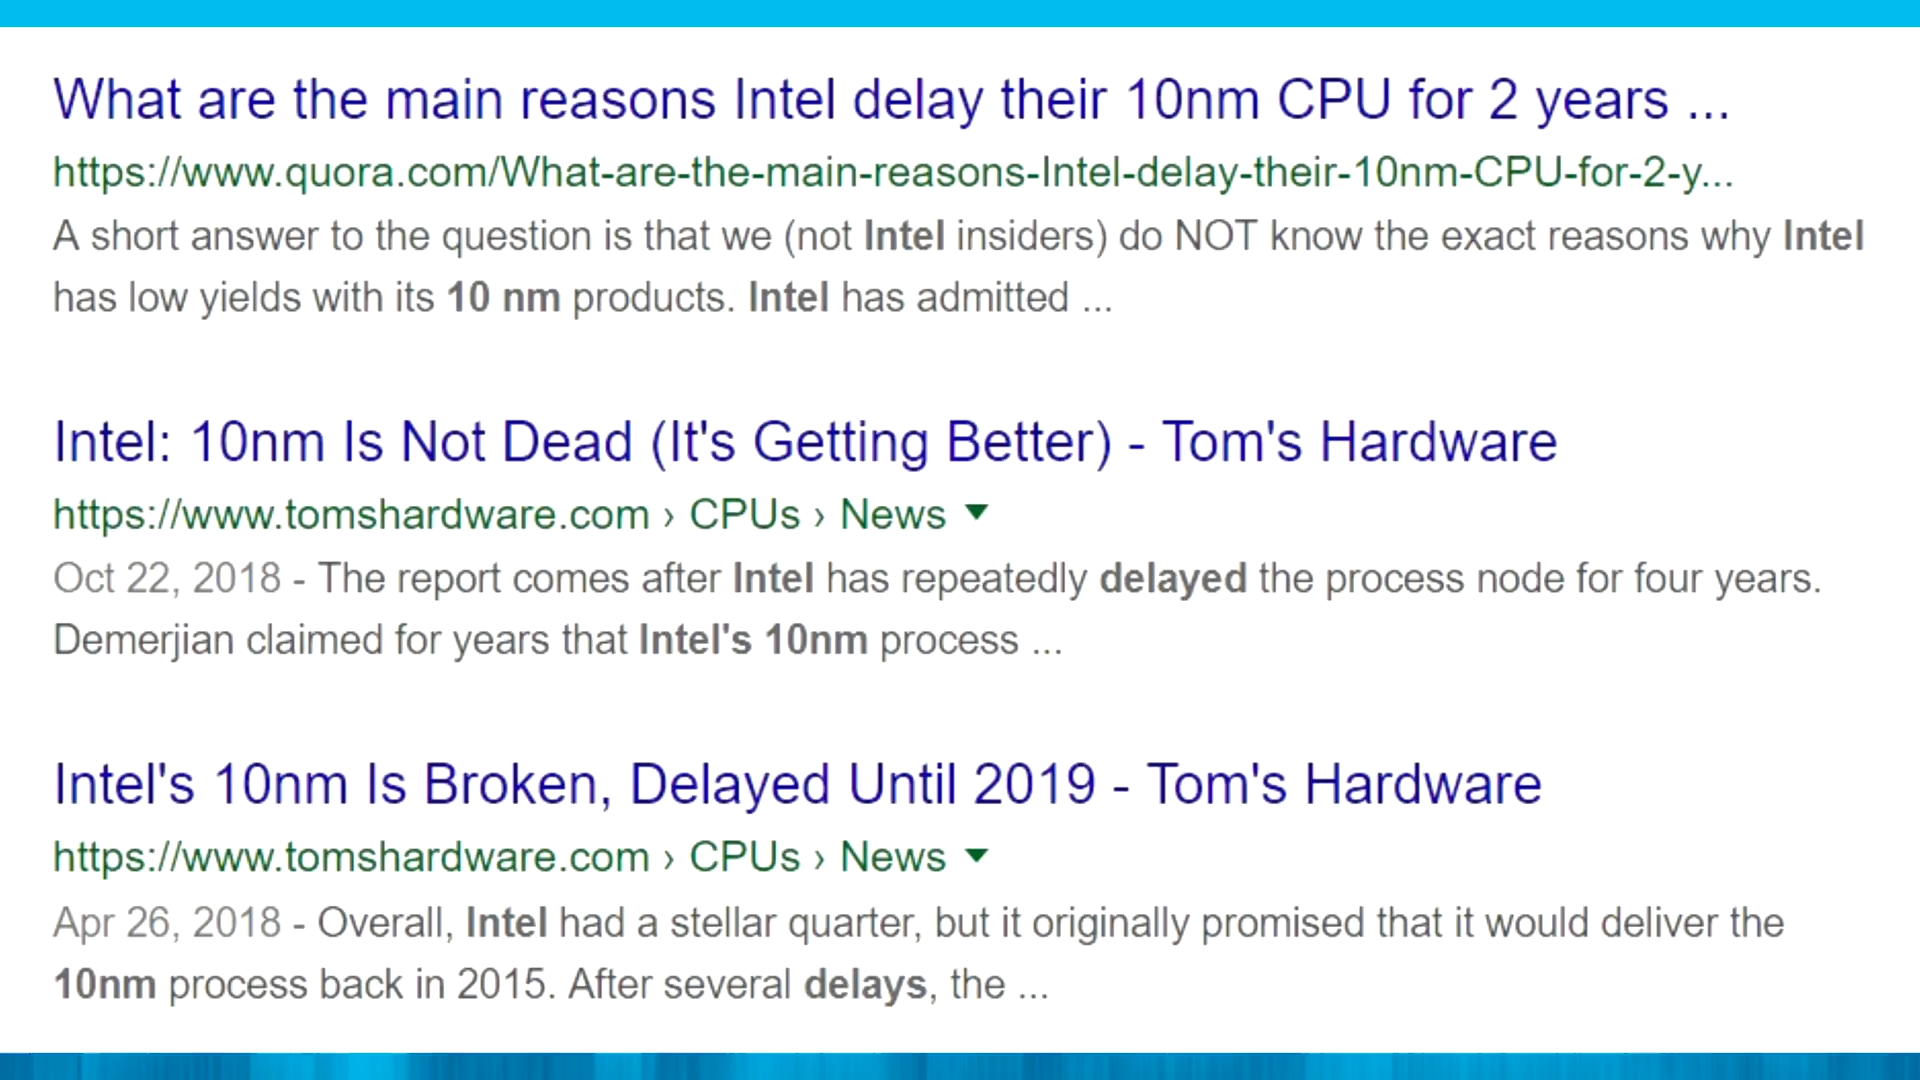 What are the main reasons Intel delay their 10nm CPU for 2 years ...
https://www.quora.com/What-are-the-main-reasons-Intel-delay-their-10nm-CPU-for-2-y...
A short answer to the question is that we (not Intel insiders) do NOT know the exact reasons why Intel
has low yields with its 10 nm products. Intel has admitted ...
Intel: 10nm Is Not Dead (It's Getting Better) - Tom's Hardware
https://www.tomshardware.com › CPUs › News
Oct 22, 2018 - The report comes after Intel has repeatedly delayed the process node for four years.
Demerjian claimed for years that Intel's 10nm process ...
Intel's 10nm Is Broken, Delayed Until 2019 - Tom's Hardware
https://www.tomshardware.com › CPUs › News
Apr 26, 2018 - Overall, Intel had a stellar quarter, but it originally promised that it would deliver the
10nm process back in 2015. After several delays, the ...